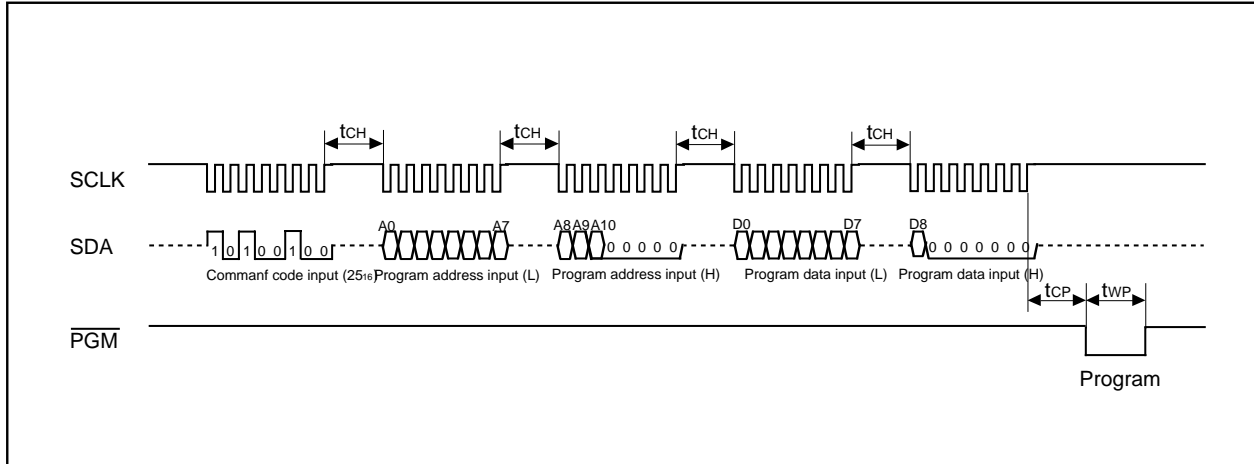 tCH tCH tCH tCH
SCLK
A0 A7 A8 A9 A10 D0 D7 D8
SDA
1 0 1 0 0 1 0 0 0 0 0 0 0 0 0 0 0 0 0 0
Commanf code input (2516) Program address input (L) Program address input (H) Program data input (L) Program data input (H)
tCP tWP
PGM
Program